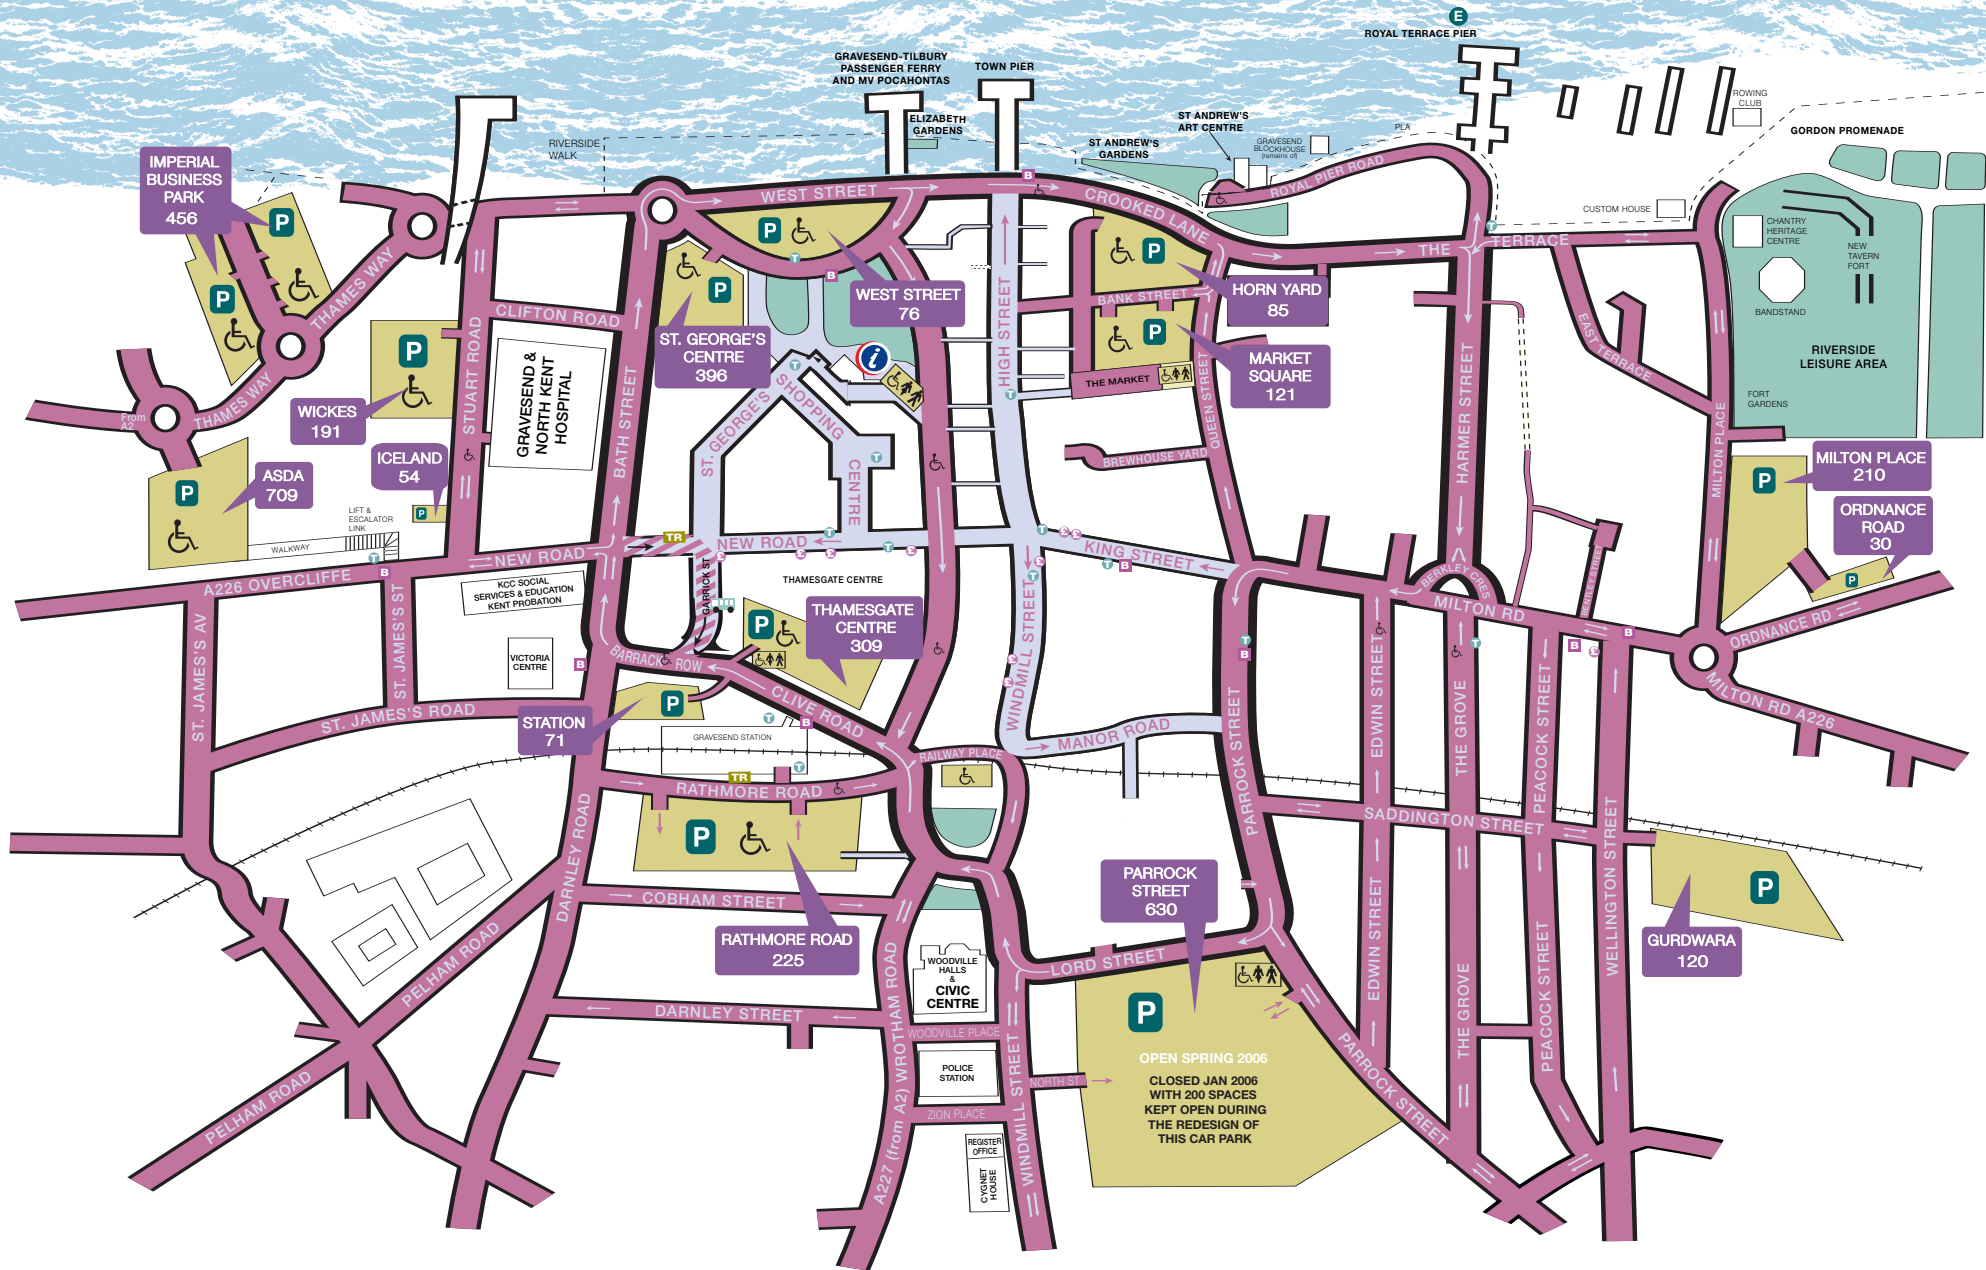 E
ROYAL TERRACE PIER
GRAVESEND-TILBURY
PASSENGER FERRY
AND MV POCAHONTAS
TOWN PIER
ELIZABETH
GARDENS
RIVERSIDE
WALK
ST ANDREW'S
ART CENTRE
ST ANDREW'S
GARDENS
GRAVESEND
BLOCKHOUSE
(remains of)
PLA
ROWING
CLUB
GORDON PROMENADE
IMPERIAL
BUSINESS
PARK
456
P
P
THAMES WAY
THAMES WAY
From
A2
WEST STREET
CROOKED LANE
ROYAL PIER ROAD
THE TERRACE
CUSTOM HOUSE
CHANTRY
HERITAGE
CENTRE
NEW
TAVERN
FORT
BANDSTAND
RIVERSIDE
LEISURE AREA
FORT
GARDENS
P
T
B
WEST STREET
76
P
ST. GEORGE'S
CENTRE
396
P
HORN YARD
85
BANK STREET
P
MARKET
SQUARE
121
THE MARKET
HIGH STREET
QUEEN STREET
BREWHOUSE YARD
HARMER STREET
EAST TERRACE
MILTON PLACE
CLIFTON ROAD
STUART ROAD
BATH STREET
GRAVESEND &
NORTH KENT
HOSPITAL
P
WICKES
191
ICELAND
54
P
ASDA
709
P
LIFT &
ESCALATOR
LINK
WALKWAY
i
ST. GEORGE'S
SHOPPING
CENTRE
P
MILTON PLACE
210
ORDNANCE
ROAD
30
P
A226 OVERCLIFFE
NEW ROAD
TR
NEW ROAD
KING STREET
GARRICK ST
THAMESGATE CENTRE
P
THAMESGATE
CENTRE
309
KCC SOCIAL
SERVICES & EDUCATION
KENT PROBATION
VICTORIA
CENTRE
ST. JAMES'S AV
ST. JAMES'S ST
ST. JAMES'S ROAD
BARRACK ROW
CLIVE ROAD
P
STATION
71
GRAVESEND STATION
TR
RATHMORE ROAD
RAILWAY PLACE
WINDMILL STREET
MANOR ROAD
PARROCK STREET
BERKLEY CRES
MILTON RD
BENTLEY STREET
ORDNANCE RD
MILTON RD A226
EDWIN STREET
THE GROVE
PEACOCK STREET
SADDINGTON STREET
WELLINGTON STREET
P
RATHMORE ROAD
225
DARNLEY ROAD
COBHAM STREET
PELHAM ROAD
PELHAM ROAD
DARNLEY STREET
WOODVILLE
HALLS
&
CIVIC
CENTRE
WOODVILLE PLACE
POLICE
STATION
ZION PLACE
REGISTER
OFFICE
CYGNET
HOUSE
A227 (from A2) WROTHAM ROAD
WINDMILL STREET
NORTH ST
LORD STREET
PARROCK
STREET
630
P
OPEN SPRING 2006
CLOSED JAN 2006
WITH 200 SPACES
KEPT OPEN DURING
THE REDESIGN OF
THIS CAR PARK
PARROCK STREET
EDWIN STREET
THE GROVE
PEACOCK STREET
P
GURDWARA
120